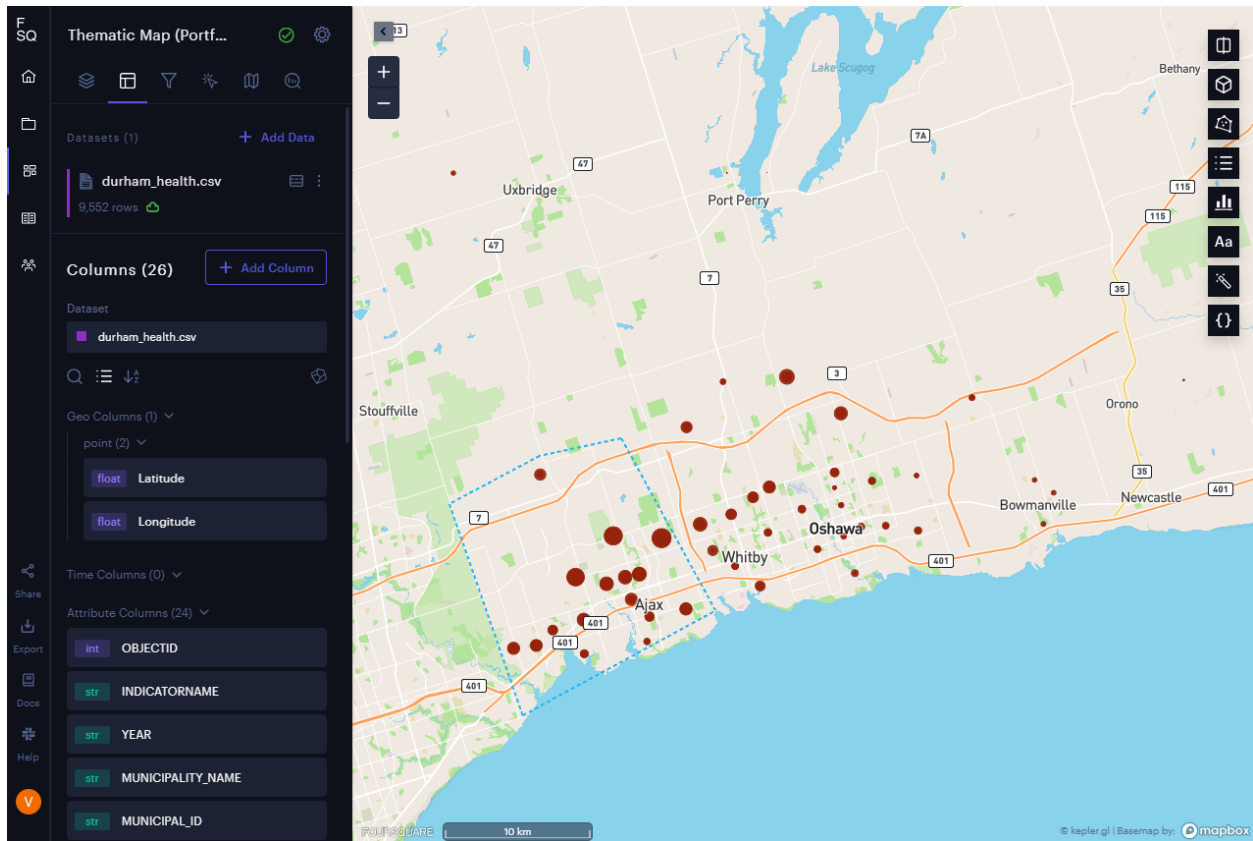 F
SQ
Thematic Map (Portf...
Datasets (1)
+ Add Data
durham_health.csv
9,552 rows
Columns (26)
+ Add Column
Dataset
durham_health.csv
Geo Columns (1)
point (2)
float Latitude
float Longitude
Time Columns (0)
Attribute Columns (24)
int OBJECTID
str INDICATORNAME
str YEAR
str MUNICIPALITY_NAME
str MUNICIPAL_ID
Share
Export
Docs
Help
V
13
+
−
Lake Scugog
Bethany
7A
47
Uxbridge
115
Port Perry
115
47
7
35
3
Stouffville
Orono
35
7
401
Bowmanville
Newcastle
Oshawa
Whitby
401
Ajax
401
401
401
Aa
{}
FOURSQUARE
10 km
© kepler.gl | Basemap by: mapbox